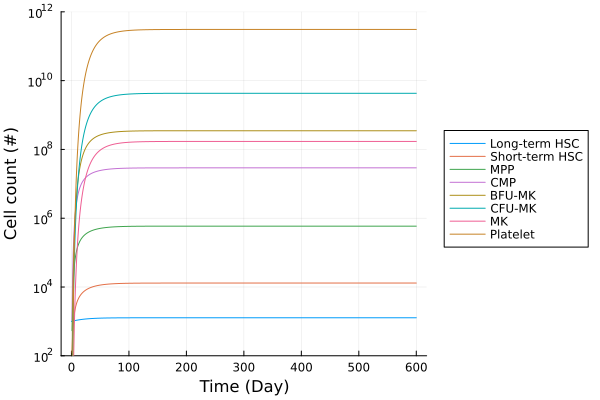 10^12
10^10
10^8
10^6
10^4
10^2
Cell count (#)
0 100 200 300 400 500 600
Time (Day)
Long-term HSC
Short-term HSC
MPP
CMP
BFU-MK
CFU-MK
MK
Platelet